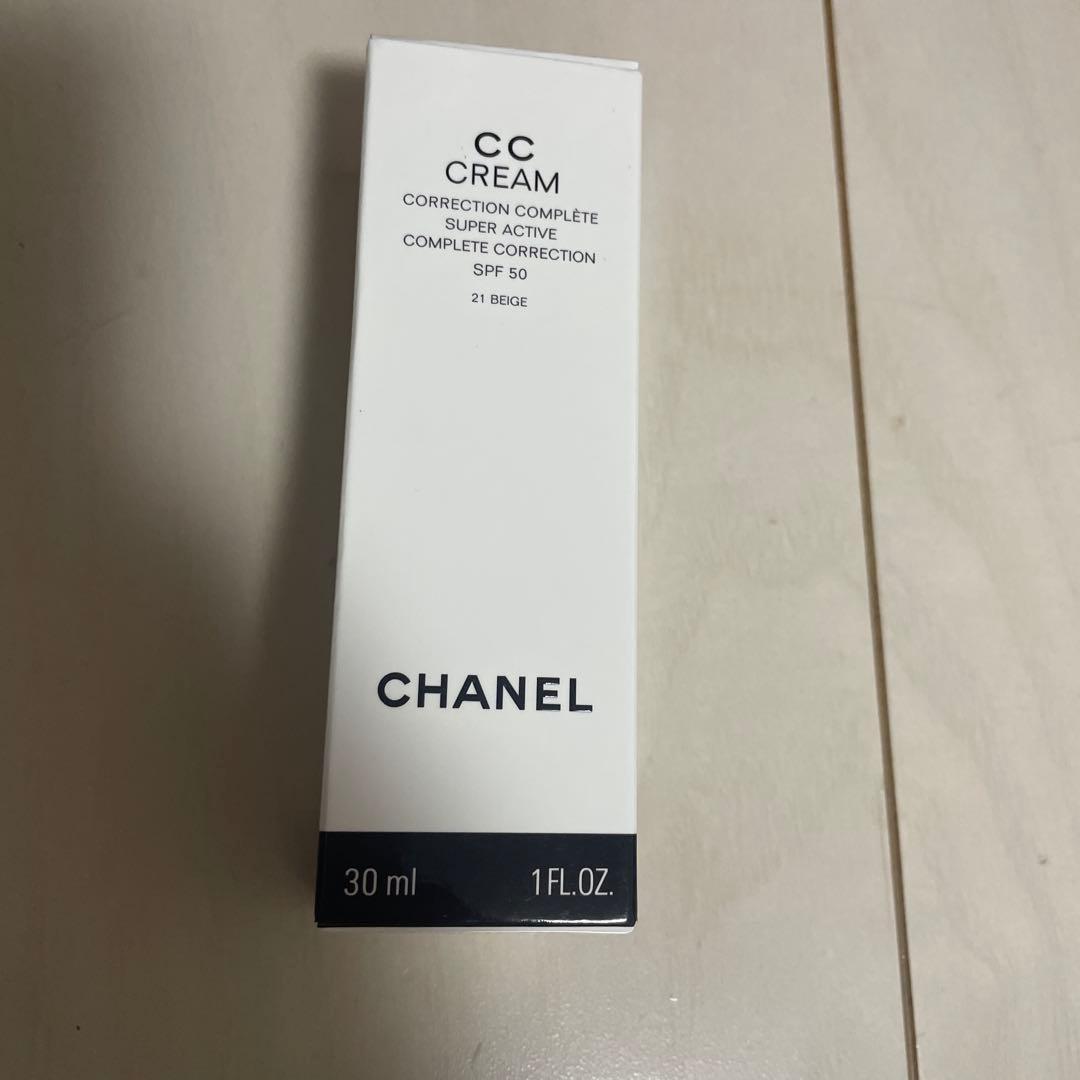 CC
CREAM
CORRECTION COMPLÈTE
SUPER ACTIVE
COMPLETE CORRECTION
SPF 50
21 BEIGE
CHANEL
30 ml 1 FL.OZ.